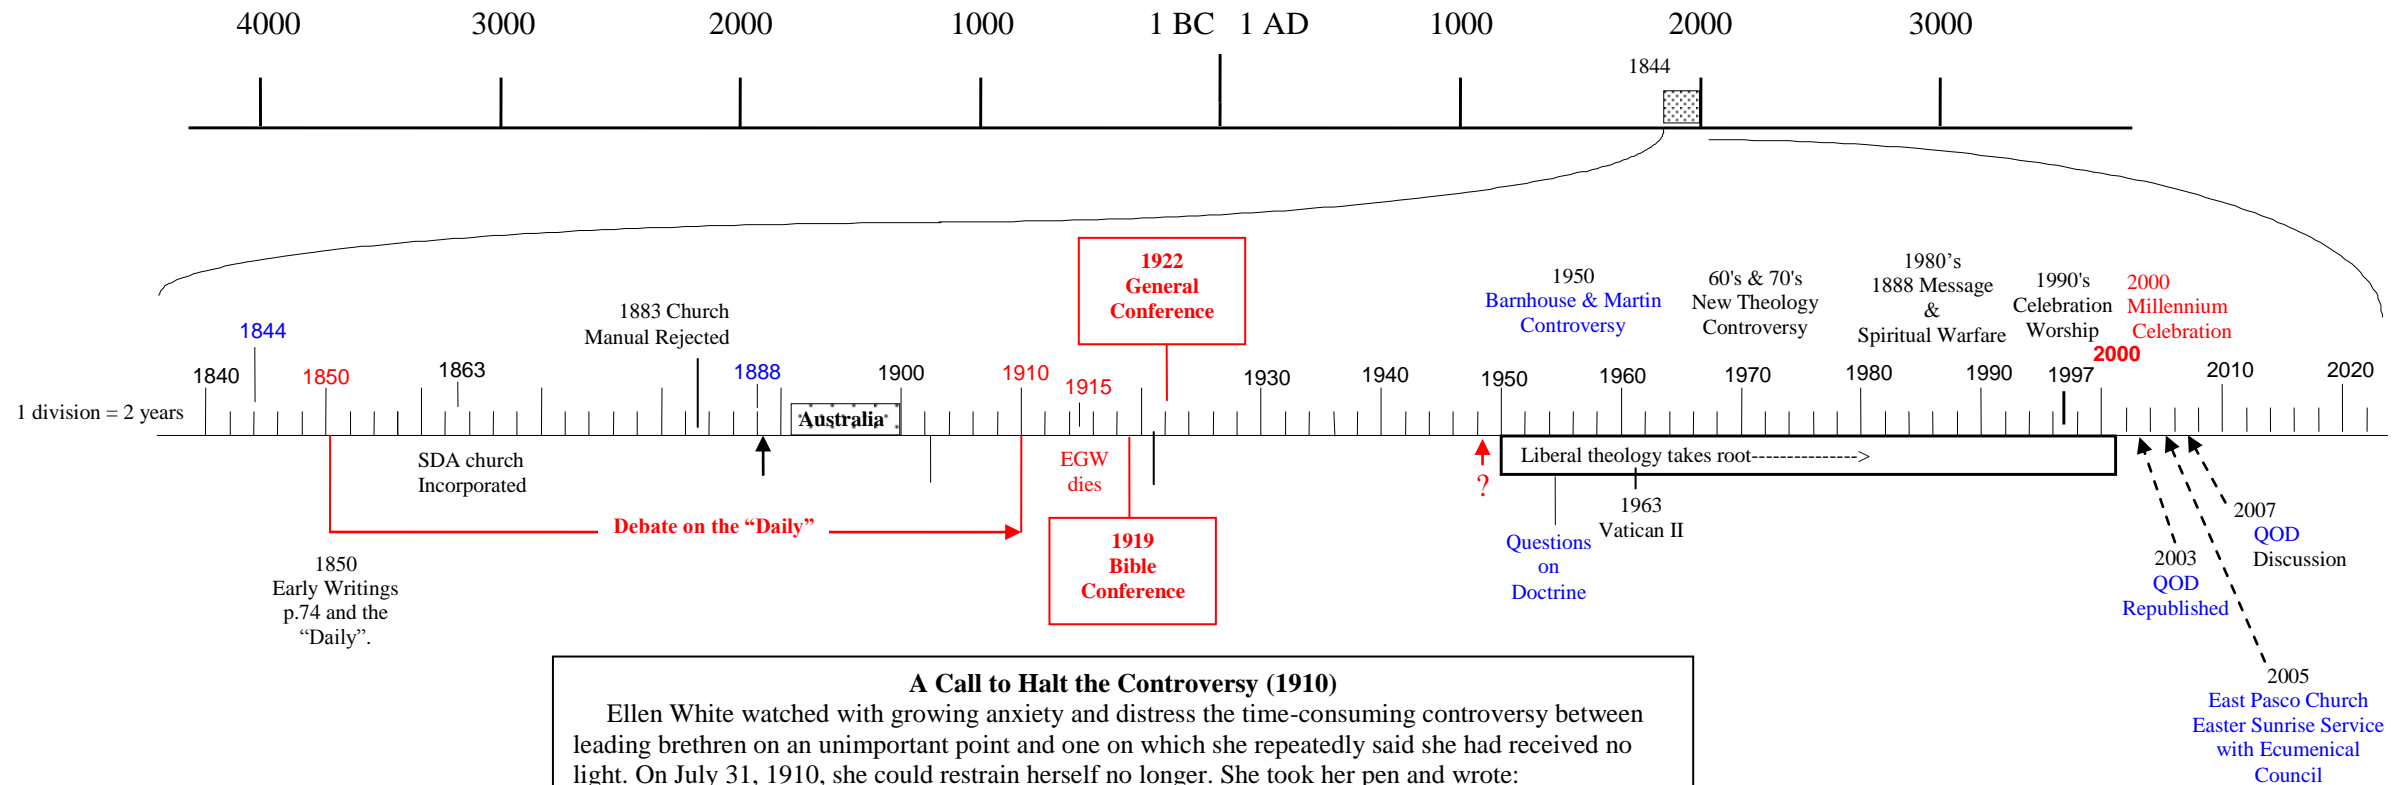 4000 3000 2000 1000 1 BC 1 AD 1000 2000 3000
1844
1922
General
Conference
1883 Church
Manual Rejected
1844
1950
Barnhouse & Martin
Controversy
60's & 70's
New Theology
Controversy
1980's
1888 Message
&
Spiritual Warfare
1990's
Celebration
Worship
2000
Millennium
Celebration
2000
1840 1850 1863 1888 1900 1910 1915 1930 1940 1950 1960 1970 1980 1990 1997 2010 2020
1 division = 2 years
Australia
SDA church
Incorporated
EGW
dies
?
Liberal theology takes root-------------->
1963
Vatican II
Debate on the “Daily”
1850
Early Writings
p.74 and the
“Daily”.
1919
Bible
Conference
Questions
on
Doctrine
2007
QOD
Discussion
2003
QOD
Republished
2005
East Pasco Church
Easter Sunrise Service
with Ecumenical
Council
A Call to Halt the Controversy (1910)
Ellen White watched with growing anxiety and distress the time-consuming controversy between
leading brethren on an unimportant point and one on which she repeatedly said she had received no
light. On July 31, 1910, she could restrain herself no longer. She took her pen and wrote: